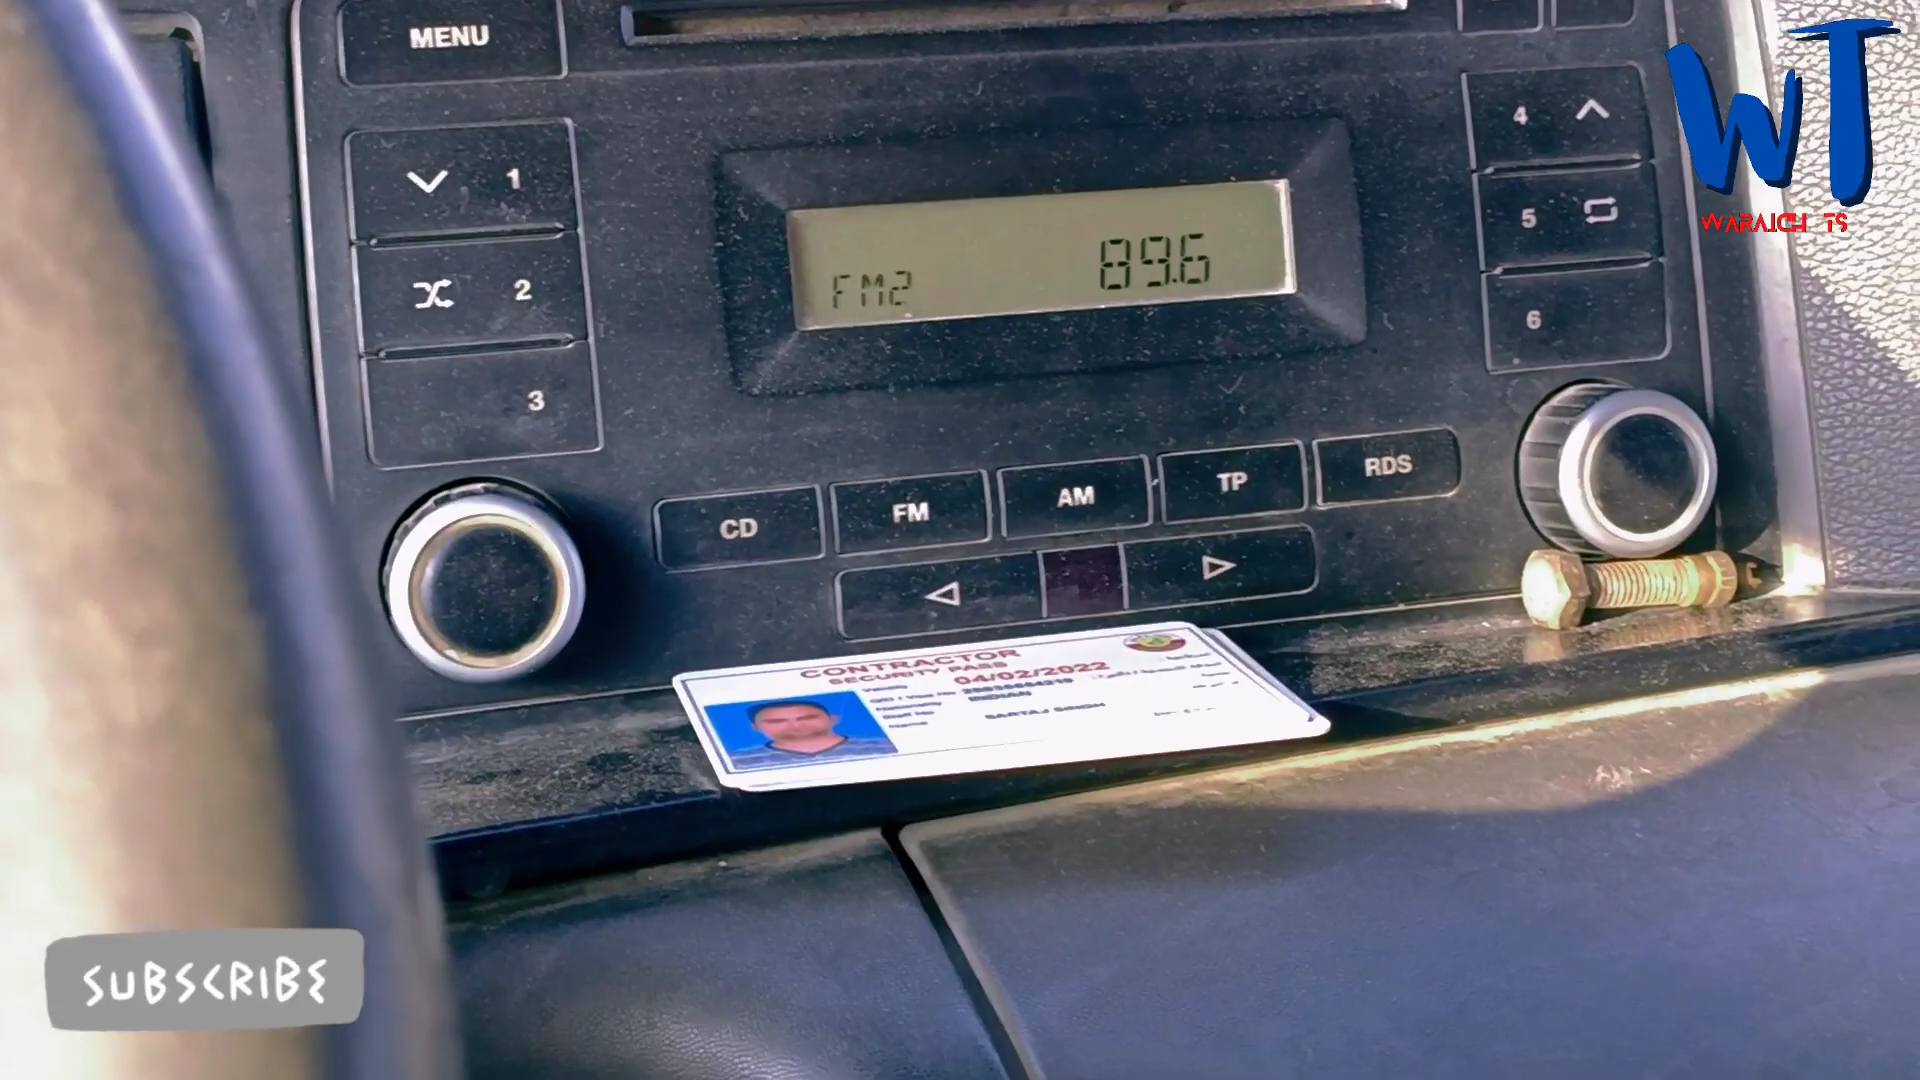 MENU
1
2
3
4
5
6
FM2 89.6
CD FM AM TP RDS
CONTRACTOR
SECURITY PASS
04/02/2022
INDIAN
SARTAJ SINGH
WT
WARAICH TS
SUBSCRIBE